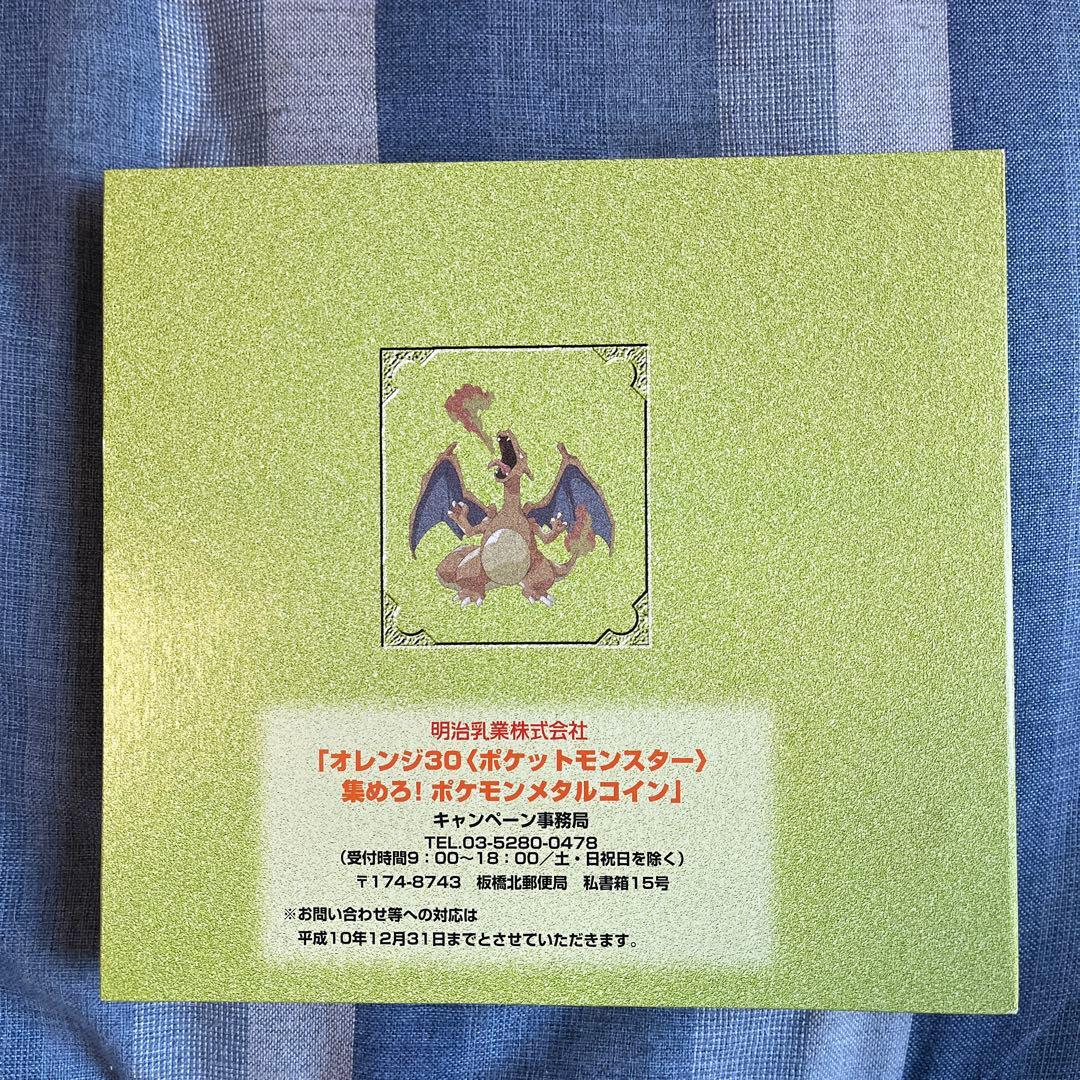 明治乳業株式会社
「オレンジ30〈ポケットモンスター〉
集めろ!ポケモンメタルコイン」
キャンペーン事務局
TEL.03-5280-0478
(受付時間9:00〜18:00/土・日祝日を除く)
〒174-8743 板橋北郵便局 私書箱15号
※お問い合わせ等への対応は
平成10年12月31日までとさせていただきます。